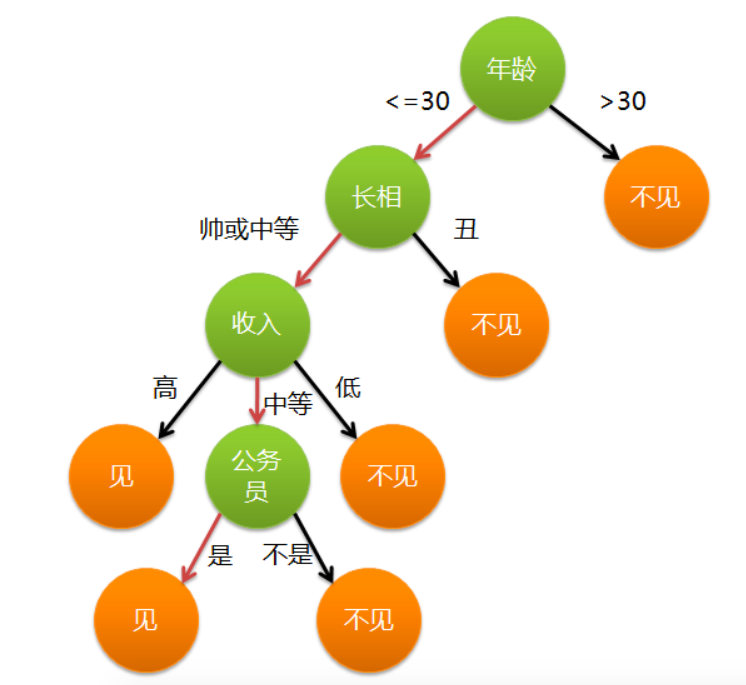 年龄
<=30
>30
长相
不见
帅或中等
丑
收入
不见
高
中等
低
见
公务
员
不见
是
不是
见
不见